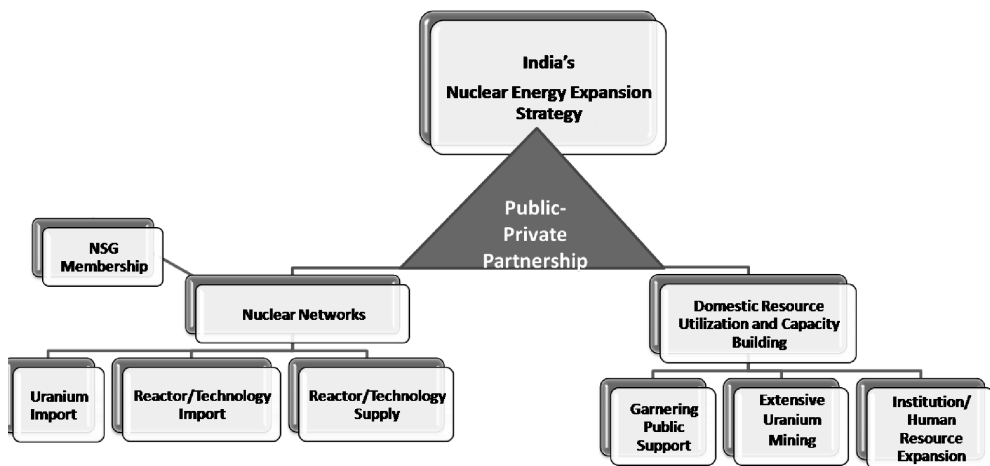 India's
Nuclear Energy Expansion
Strategy
Public-
Private
Partnership
NSG
Membership
Nuclear Networks
Domestic Resource
Utilization and Capacity
Building
Uranium
Import
Reactor/Technology
Import
Reactor/Technology
Supply
Garnering
Public
Support
Extensive
Uranium
Mining
Institution/
Human
Resource
Expansion